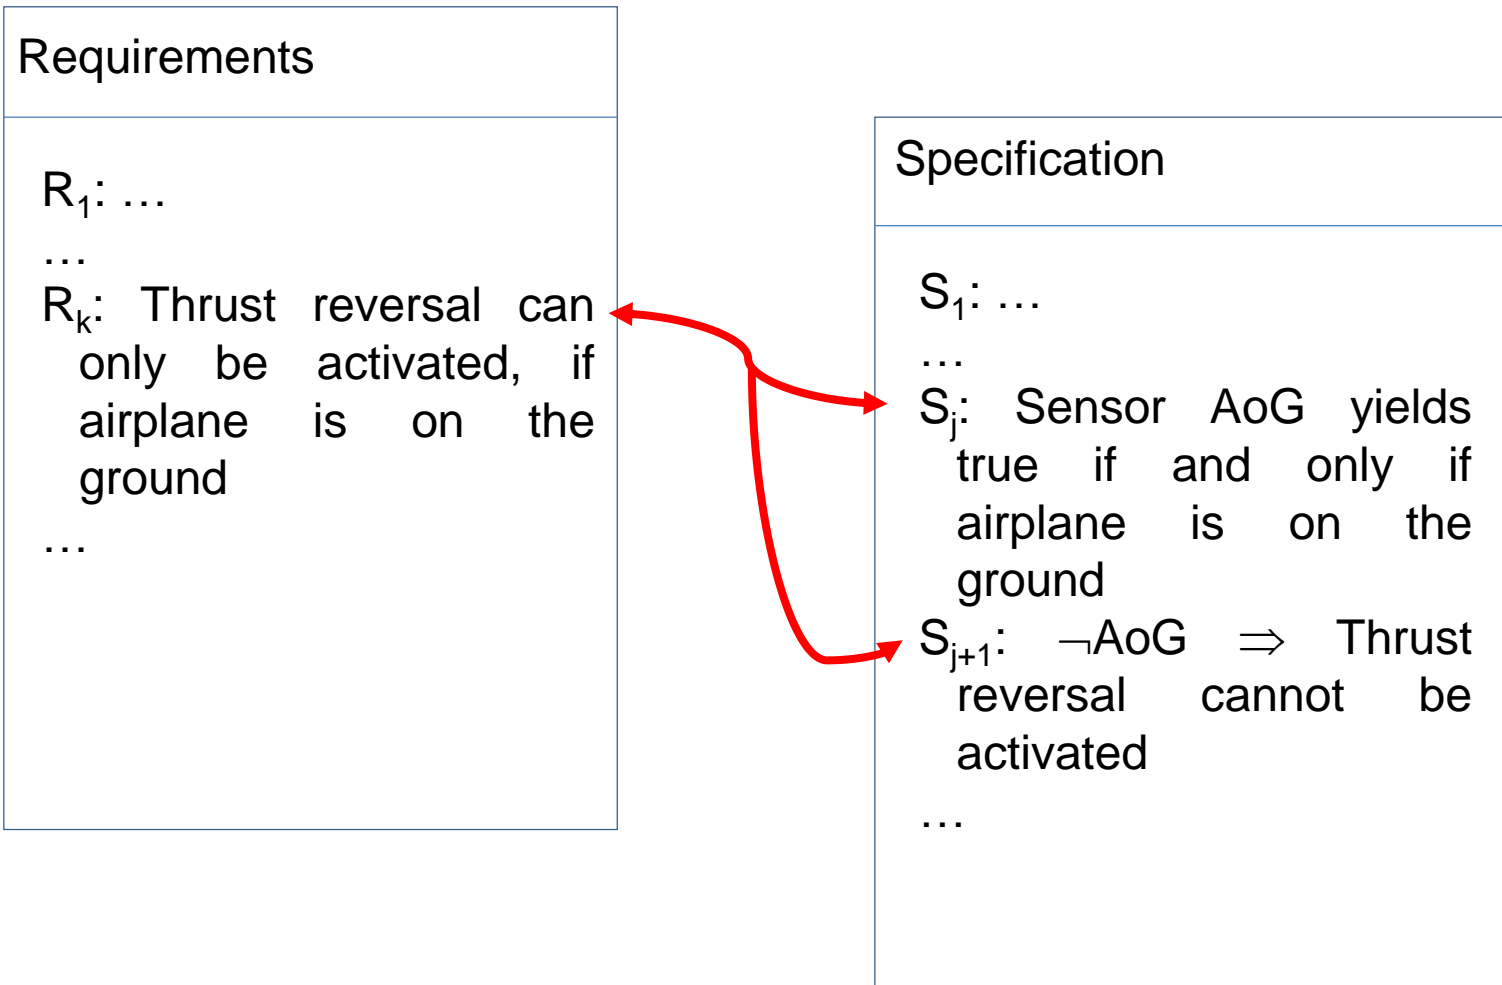 Requirements
R₁: …
…
Rₖ: Thrust reversal can
only be activated, if
airplane is on the
ground
…
Specification
S₁: …
…
Sⱼ: Sensor AoG yields
true if and only if
airplane is on the
ground
Sⱼ₊₁: ¬AoG ⇒ Thrust
reversal cannot be
activated
…